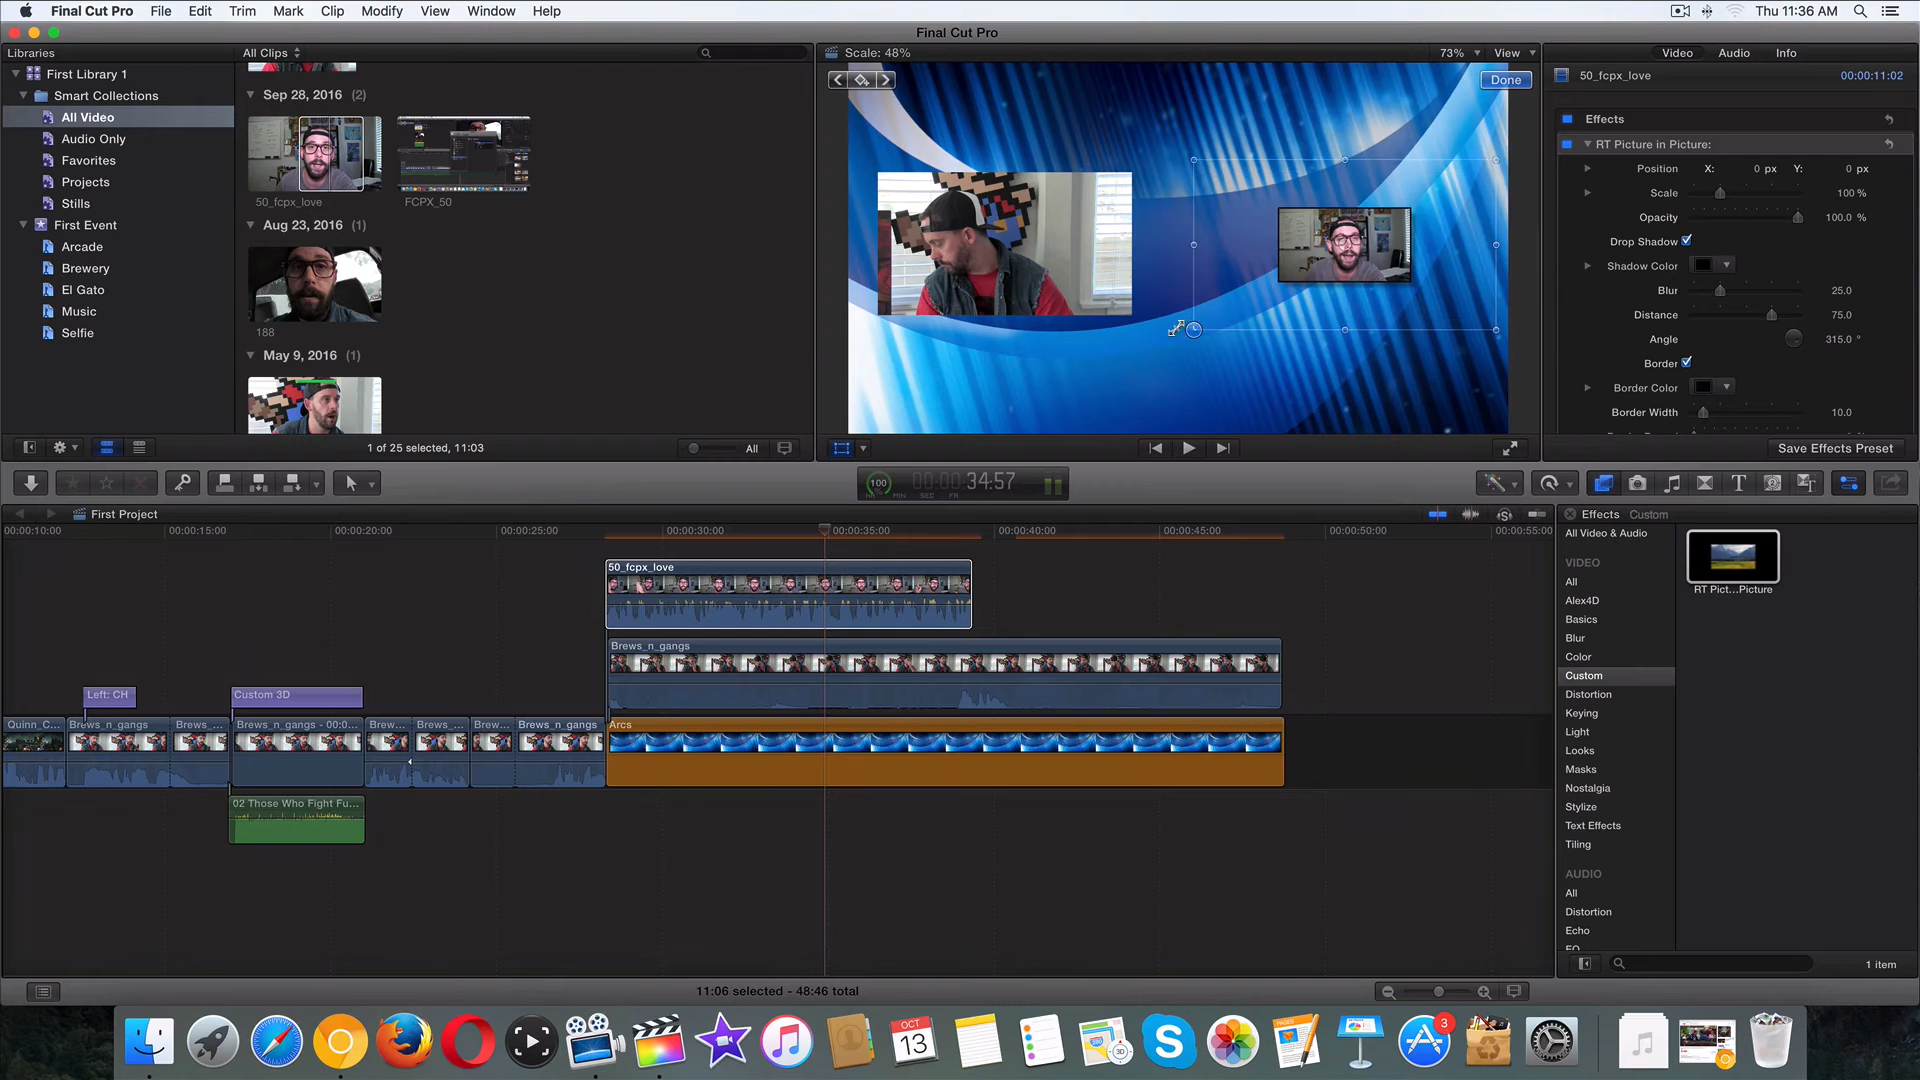 Final Cut Pro File Edit Trim Mark Clip Modify View Window Help Thu 11:36 AM
Final Cut Pro
Libraries
First Library 1
Smart Collections
All Video
Audio Only
Favorites
Projects
Stills
First Event
Arcade
Brewery
El Gato
Music
Selfie
All Clips
Sep 28, 2016 (2)
50_fcpx_love FCPX_50
Aug 23, 2016 (1)
188
May 9, 2016 (1)
1 of 25 selected, 11:03 All
Scale: 48% 73% View
Done
Video Audio Info
50_fcpx_love 00:00:11:02
Effects
RT Picture in Picture:
Position X: 0 px Y: 0 px
Scale 100 %
Opacity 100.0 %
Drop Shadow
Shadow Color
Blur 25.0
Distance 75.0
Angle 315.0 °
Border
Border Color
Border Width 10.0
Save Effects Preset
100 00:00:34:57
HR MIN SEC FR
First Project
00:00:10:00 00:00:15:00 00:00:20:00 00:00:25:00 00:00:30:00 00:00:35:00 00:00:40:00 00:00:45:00 00:00:50:00 00:00:55:00
50_fcpx_love
Brews_n_gangs
Left: CH Custom 3D
Quinn_C... Brews_n_gangs Brews_... Brews_n_gangs - 00:0... Brew... Brews_... Brew... Brews_n_gangs Arcs
02 Those Who Fight Fu...
Effects Custom
All Video & Audio
VIDEO
All
Alex4D
Basics
Blur
Color
Custom
Distortion
Keying
Light
Looks
Masks
Nostalgia
Stylize
Text Effects
Tiling
AUDIO
All
Distortion
Echo
EQ
RT Pict...Picture
1 item
11:06 selected - 48:46 total
OCT
13
3D
3